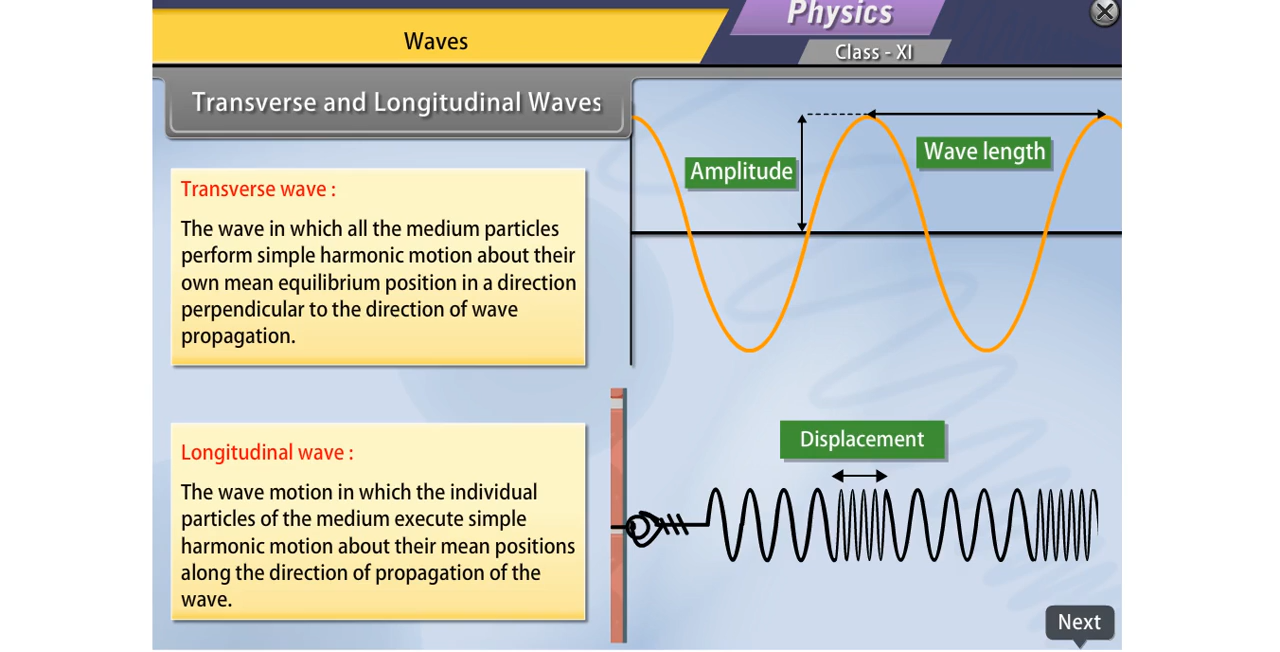 Physics
Waves
Class - XI
Transverse and Longitudinal Waves
Wave length
Amplitude
Transverse wave :
The wave in which all the medium particles
perform simple harmonic motion about their
own mean equilibrium position in a direction
perpendicular to the direction of wave
propagation.
Displacement
Longitudinal wave :
The wave motion in which the individual
particles of the medium execute simple
harmonic motion about their mean positions
along the direction of propagation of the
wave.
Next